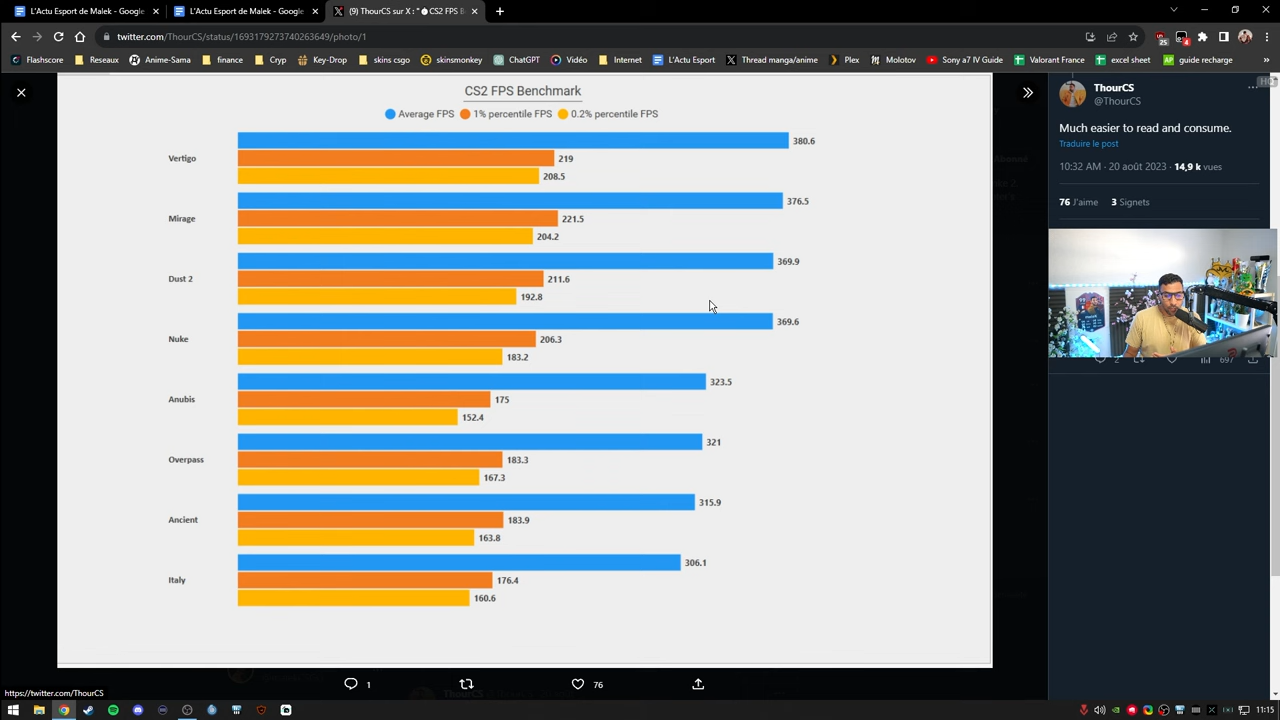 L'Actu Esport de Malek - Google
L'Actu Esport de Malek - Google
(9) ThourCS sur X : " CS2 FPS B
twitter.com/ThourCS/status/1693179273740263649/photo/1
25
4
Flashscore
Reseaux
Anime-Sama
finance
Cryp
Key-Drop
skins csgo
skinsmonkey
ChatGPT
Vidéo
Internet
L'Actu Esport
Thread manga/anime
Plex
Molotov
Sony a7 IV Guide
Valorant France
excel sheet
guide recharge
CS2 FPS Benchmark
Average FPS
1% percentile FPS
0.2% percentile FPS
Vertigo
380.6
219
208.5
Mirage
376.5
221.5
204.2
Dust 2
369.9
211.6
192.8
Nuke
369.6
206.3
183.2
Anubis
323.5
175
152.4
Overpass
321
183.3
167.3
Ancient
315.9
183.9
163.8
Italy
306.1
176.4
160.6
1
76
HQ
ThourCS
@ThourCS
Much easier to read and consume.
Traduire le post
10:32 AM · 20 août 2023 · 14,9 k vues
76 J'aime 3 Signets
2
697
https://twitter.com/ThourCS
11:15